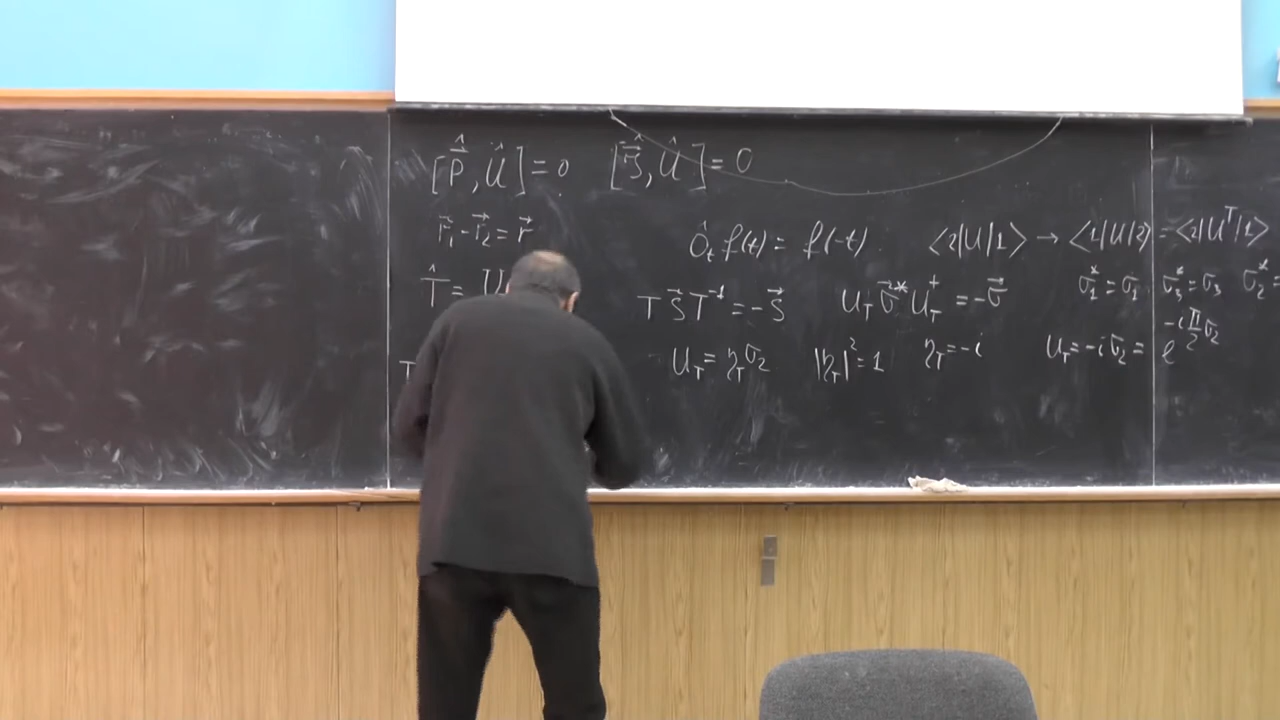 [P̂⃗, Û] = 0 [Ŝ⃗, Û] = 0
r⃗₁ - r⃗₂ = r⃗
Ô_t f(t) = f(-t). ⟨2|U|1⟩ → ⟨1|U|2⟩ = ⟨2|U^T|1⟩
T̂ = U
T S⃗ T⁻¹ = -S⃗ U_T σ⃗* U_T⁺ = -σ⃗ σ₁* = σ₁ σ₃* = σ₃ σ₂* =
T
U_T = η_T σ₂ |η_T|² = 1 η_T = -i U_T = -iσ₂ = e^{-i π/2 σ₂}